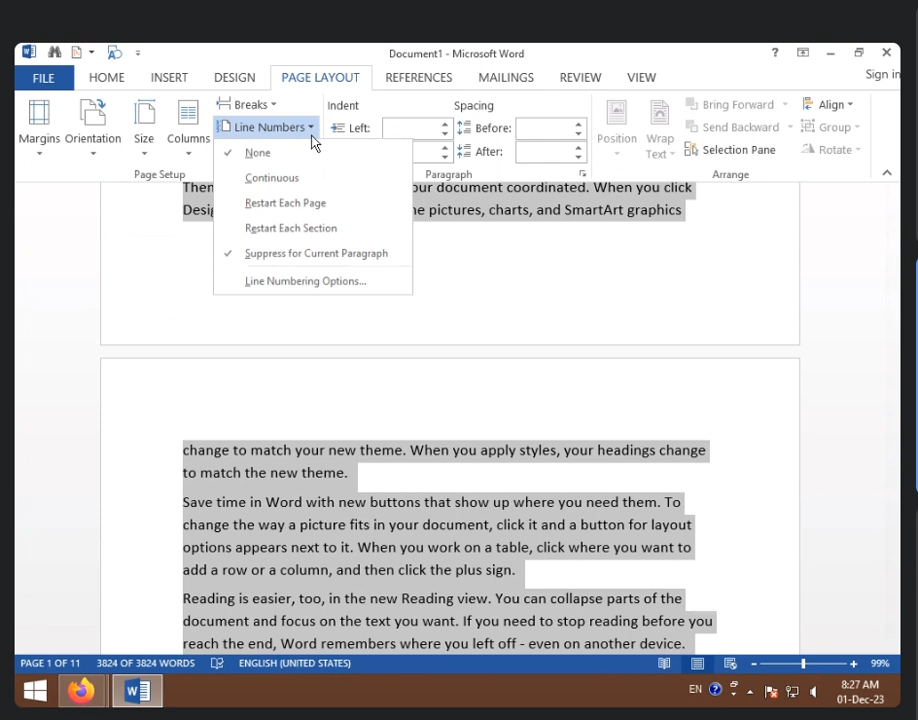 Document1 - Microsoft Word
?
Sign in
FILE HOME INSERT DESIGN PAGE LAYOUT REFERENCES MAILINGS REVIEW VIEW
Margins
Orientation
Size
Columns
Breaks
Line Numbers
Page Setup
Indent
Left:
Spacing
Before:
After:
Paragraph
Position
Wrap
Text
Bring Forward
Send Backward
Selection Pane
Align
Group
Rotate
Arrange
None
Continuous
Restart Each Page
Restart Each Section
Suppress for Current Paragraph
Line Numbering Options...
Them our document coordinated. When you click
Desig e pictures, charts, and SmartArt graphics
change to match your new theme. When you apply styles, your headings change
to match the new theme.
Save time in Word with new buttons that show up where you need them. To
change the way a picture fits in your document, click it and a button for layout
options appears next to it. When you work on a table, click where you want to
add a row or a column, and then click the plus sign.
Reading is easier, too, in the new Reading view. You can collapse parts of the
document and focus on the text you want. If you need to stop reading before you
reach the end, Word remembers where you left off - even on another device.
PAGE 1 OF 11 3824 OF 3824 WORDS ENGLISH (UNITED STATES) 99%
EN ? 8:27 AM
01-Dec-23